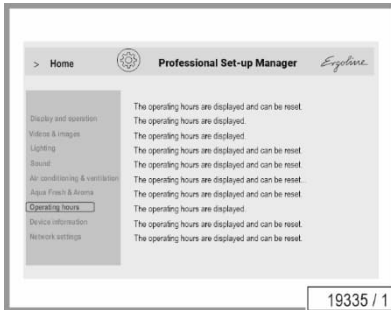 > Home
Professional Set-up Manager
Ergoline
Display and operation
Videos & images
Lighting
Sound
Air conditioning & ventilation
Aqua Fresh & Aroma
Operating hours
Device information
Network settings
The operating hours are displayed and can be reset.
The operating hours are displayed.
The operating hours are displayed.
The operating hours are displayed and can be reset.
The operating hours are displayed and can be reset.
The operating hours are displayed and can be reset.
The operating hours are displayed and can be reset.
The operating hours are displayed.
The operating hours are displayed and can be reset.
The operating hours are displayed and can be reset.
19335 / 1